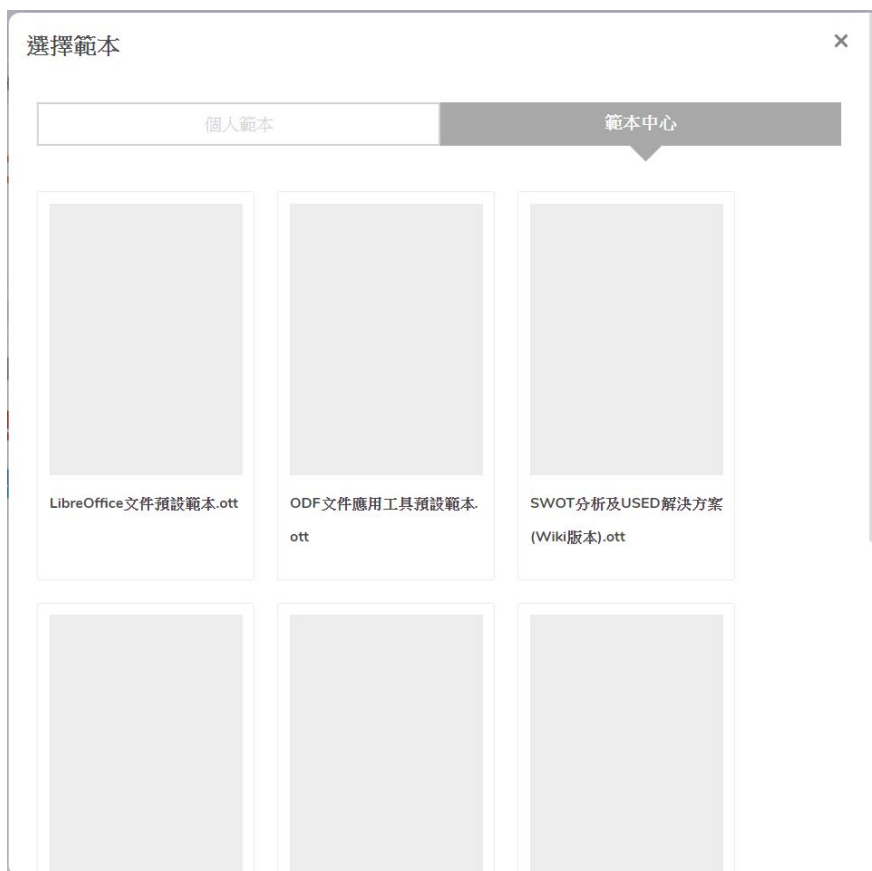 選擇範本
×
個人範本
範本中心
LibreOffice文件預設範本.ott
ODF文件應用工具預設範本.
ott
SWOT分析及USED解決方案
(Wiki版本).ott